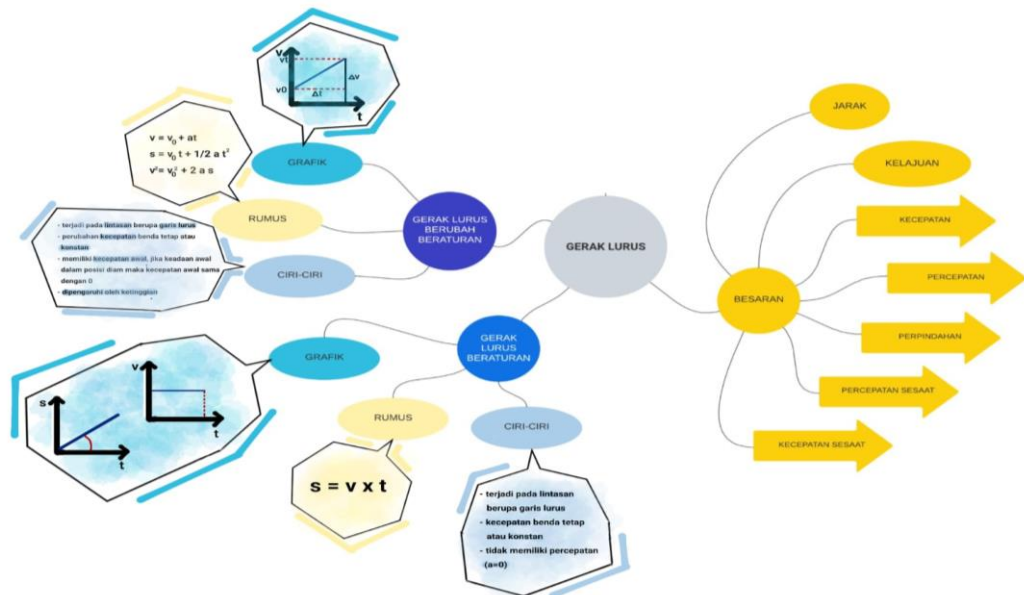 GERAK LURUS
GERAK LURUS
BERUBAH
BERATURAN
GRAFIK
v
vt
v0
Δt
Δv
t
RUMUS
v = v₀ + at
s = v₀ t + 1/2 a t²
v²= v₀² + 2 a s
CIRI-CIRI
- terjadi pada lintasan berupa garis lurus
- perubahan kecepatan benda tetap atau
konstan
- memiliki kecepatan awal, jika keadaan awal
dalam posisi diam maka kecepatan awal sama
dengan 0
- dipengaruhi oleh ketinggian
GERAK
LURUS
BERATURAN
GRAFIK
s
t
v
t
RUMUS
s = v x t
CIRI-CIRI
- terjadi pada lintasan
berupa garis lurus
- kecepatan benda tetap
atau konstan
- tidak memiliki percepatan
(a=0)
BESARAN
JARAK
KELAJUAN
KECEPATAN
PERCEPATAN
PERPINDAHAN
PERCEPATAN SESAAT
KECEPATAN SESAAT